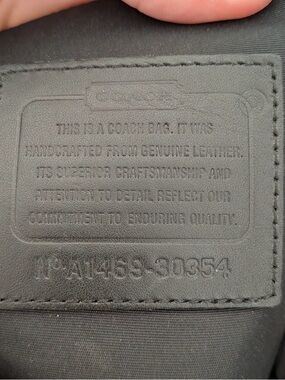 COACH
THIS IS A COACH BAG. IT WAS
HANDCRAFTED FROM GENUINE LEATHER.
ITS SUPERIOR CRAFTSMANSHIP AND
ATTENTION TO DETAIL REFLECT OUR
COMMITMENT TO ENDURING QUALITY.
Nº A1469-30354